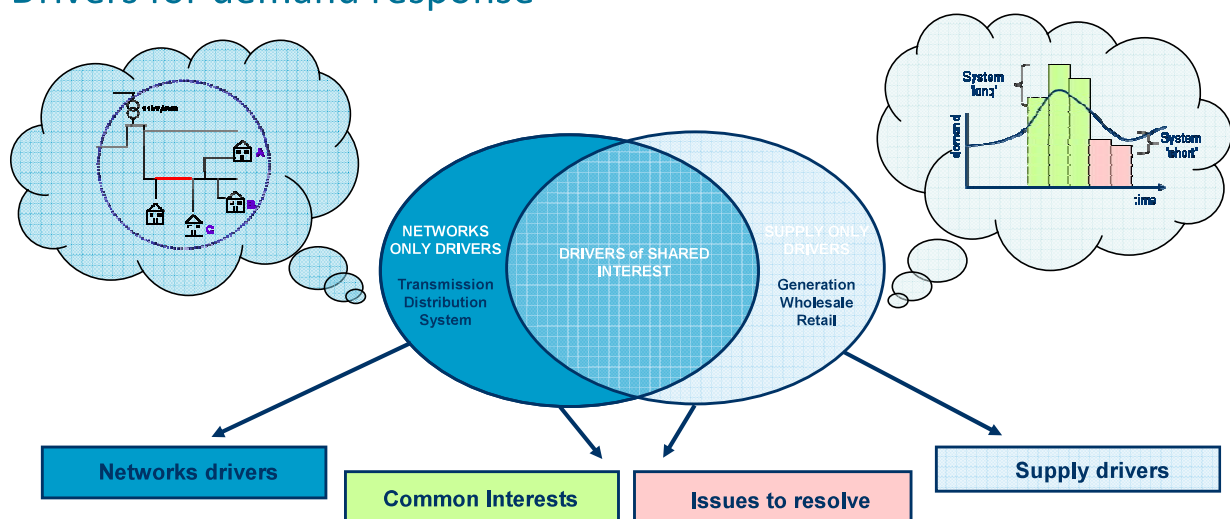 Drivers for demand response
A
B
C
System
'long'
demand
System
'short'
time
NETWORKS
ONLY DRIVERS
Transmission
Distribution
System
DRIVERS of SHARED
INTEREST
SUPPLY ONLY
DRIVERS
Generation
Wholesale
Retail
Networks drivers
Common Interests
Issues to resolve
Supply drivers